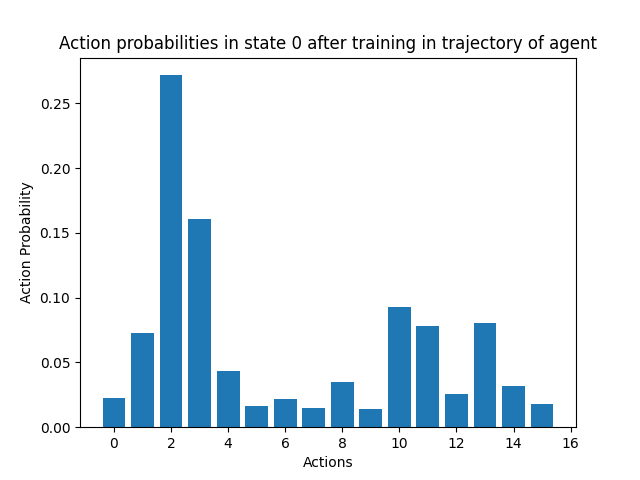 Action probabilities in state 0 after training in trajectory of agent
0.25
0.20
0.15
0.10
0.05
0.00
Action Probability
0 2 4 6 8 10 12 14 16
Actions